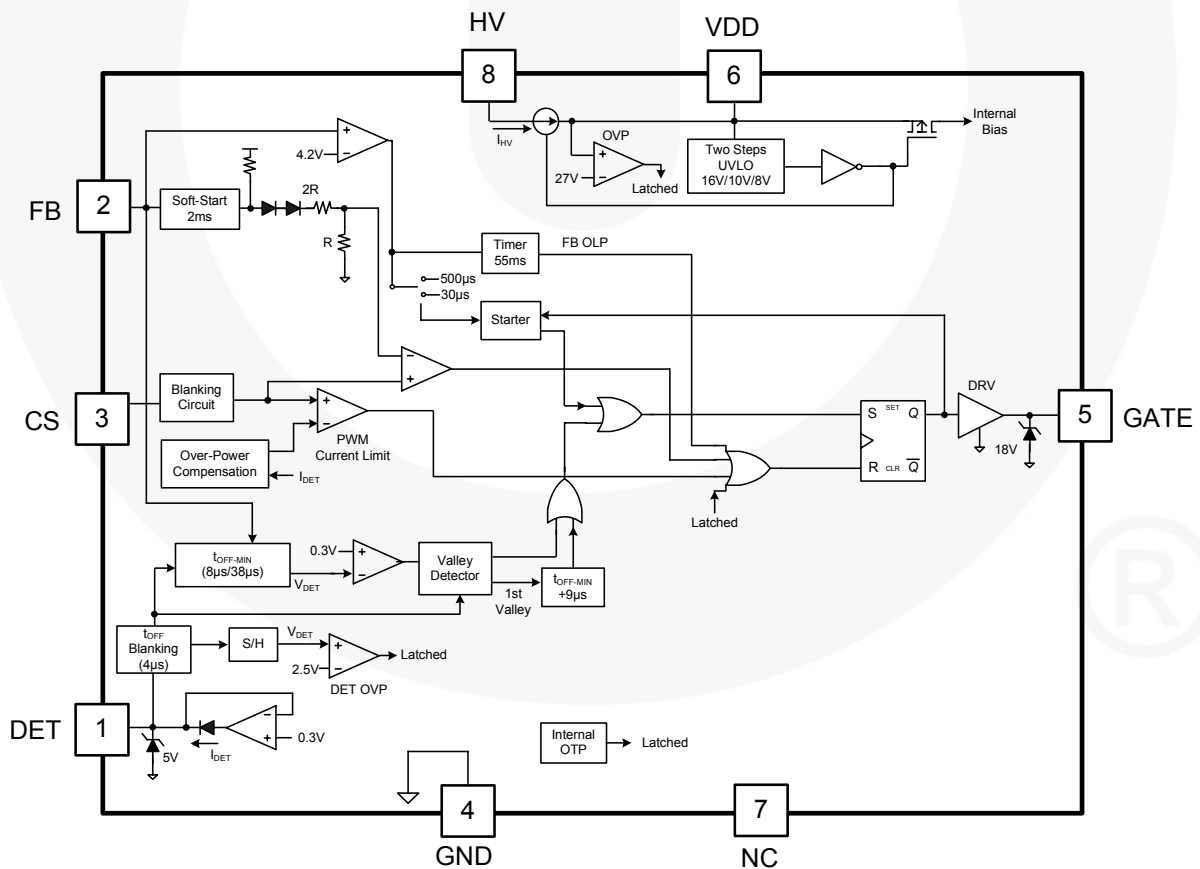 HV
VDD
8
6
Internal
Bias
I_HV
OVP
+
−
27V
Latched
Two Steps
UVLO
16V/10V/8V
+
−
4.2V
FB
2
Soft-Start
2ms
2R
R
Timer
55ms
FB OLP
500µs
30µs
Starter
−
+
CS
3
Blanking
Circuit
+
−
PWM
Current Limit
Over-Power
Compensation
I_DET
S
SET
Q
R
CLR
Q̅
DRV
18V
5
GATE
Latched
t_OFF-MIN
(8µs/38µs)
V_DET
0.3V
+
−
Valley
Detector
1st
Valley
t_OFF-MIN
+9µs
t_OFF
Blanking
(4µs)
S/H
V_DET
+
−
2.5V
Latched
DET OVP
DET
1
5V
I_DET
−
+
0.3V
Internal
OTP
Latched
4
GND
7
NC
®